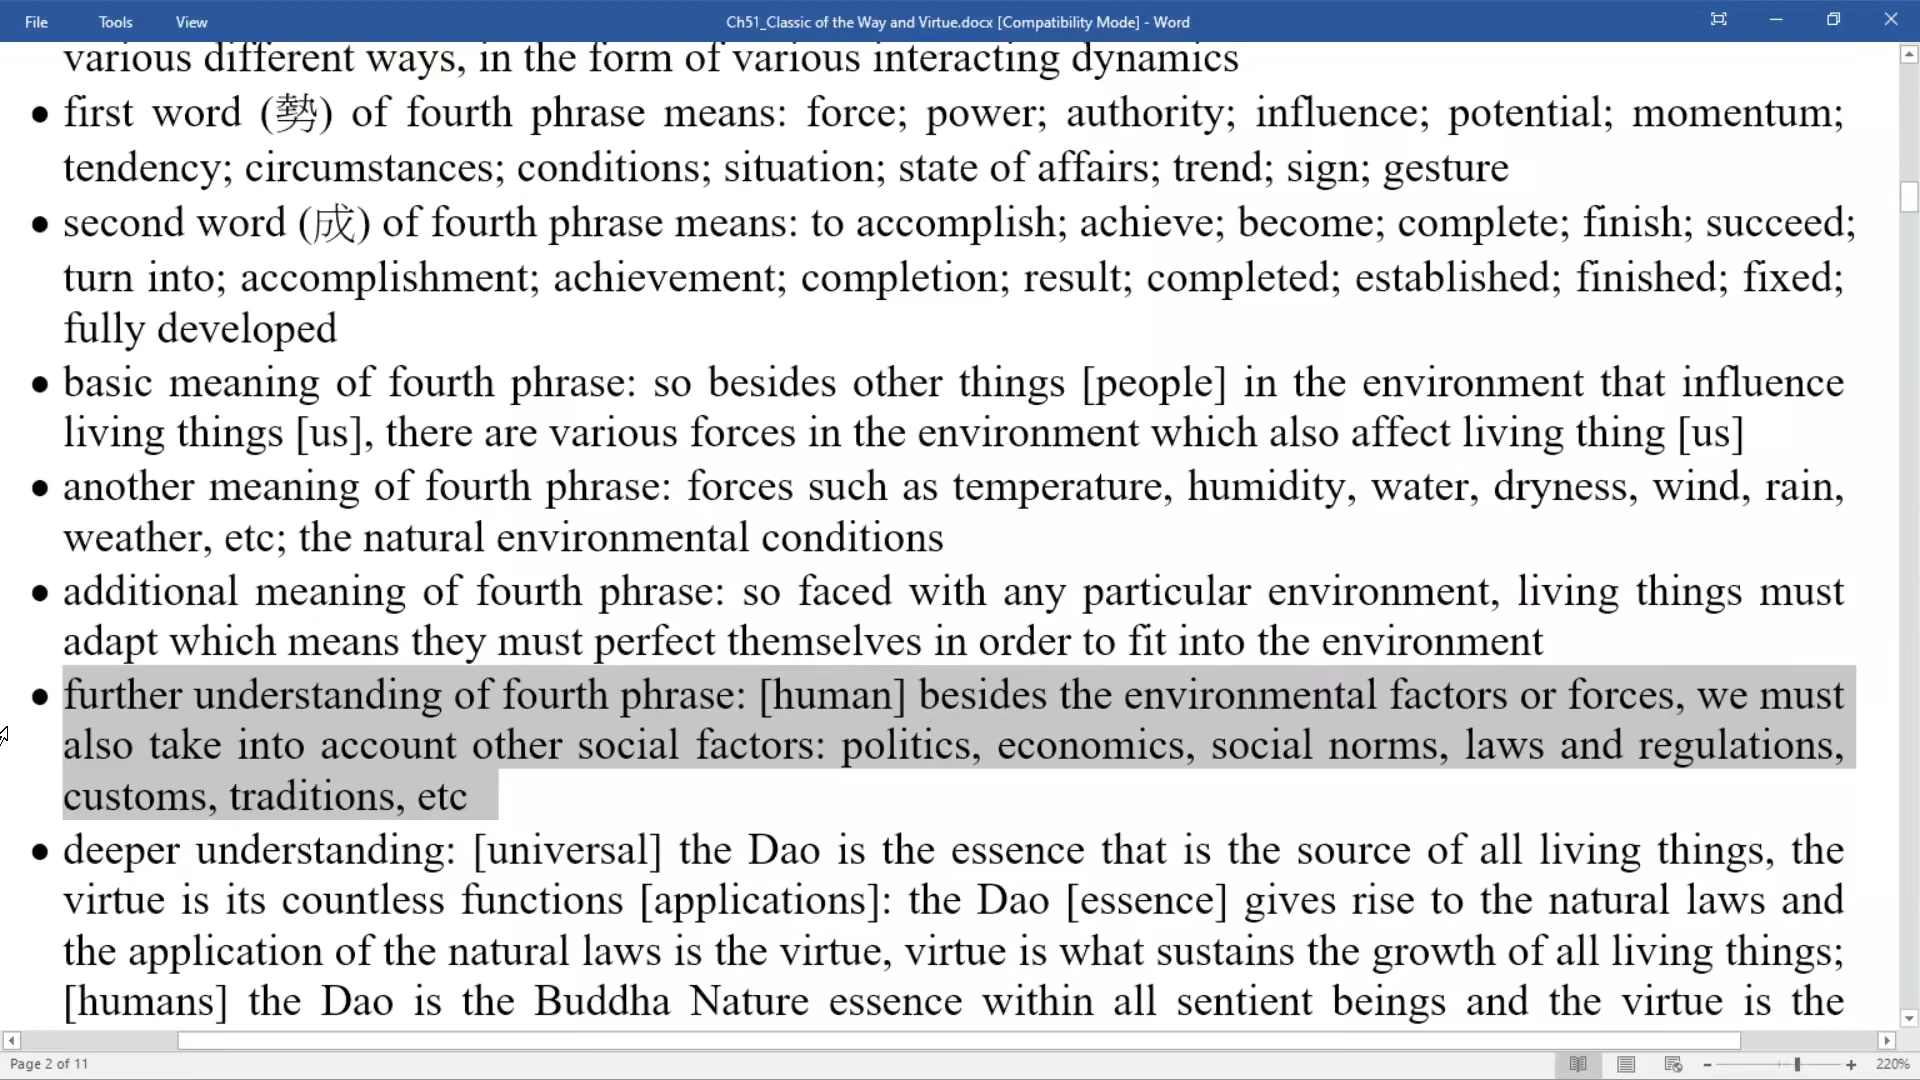 File Tools View Ch51_Classic of the Way and Virtue.docx [Compatibility Mode] - Word
various different ways, in the form of various interacting dynamics
● first word (勢) of fourth phrase means: force; power; authority; influence; potential; momentum;
tendency; circumstances; conditions; situation; state of affairs; trend; sign; gesture
● second word (成) of fourth phrase means: to accomplish; achieve; become; complete; finish; succeed;
turn into; accomplishment; achievement; completion; result; completed; established; finished; fixed;
fully developed
● basic meaning of fourth phrase: so besides other things [people] in the environment that influence
living things [us], there are various forces in the environment which also affect living thing [us]
● another meaning of fourth phrase: forces such as temperature, humidity, water, dryness, wind, rain,
weather, etc; the natural environmental conditions
● additional meaning of fourth phrase: so faced with any particular environment, living things must
adapt which means they must perfect themselves in order to fit into the environment
● further understanding of fourth phrase: [human] besides the environmental factors or forces, we must
also take into account other social factors: politics, economics, social norms, laws and regulations,
customs, traditions, etc
● deeper understanding: [universal] the Dao is the essence that is the source of all living things, the
virtue is its countless functions [applications]: the Dao [essence] gives rise to the natural laws and
the application of the natural laws is the virtue, virtue is what sustains the growth of all living things;
[humans] the Dao is the Buddha Nature essence within all sentient beings and the virtue is the
Page 2 of 11 220%